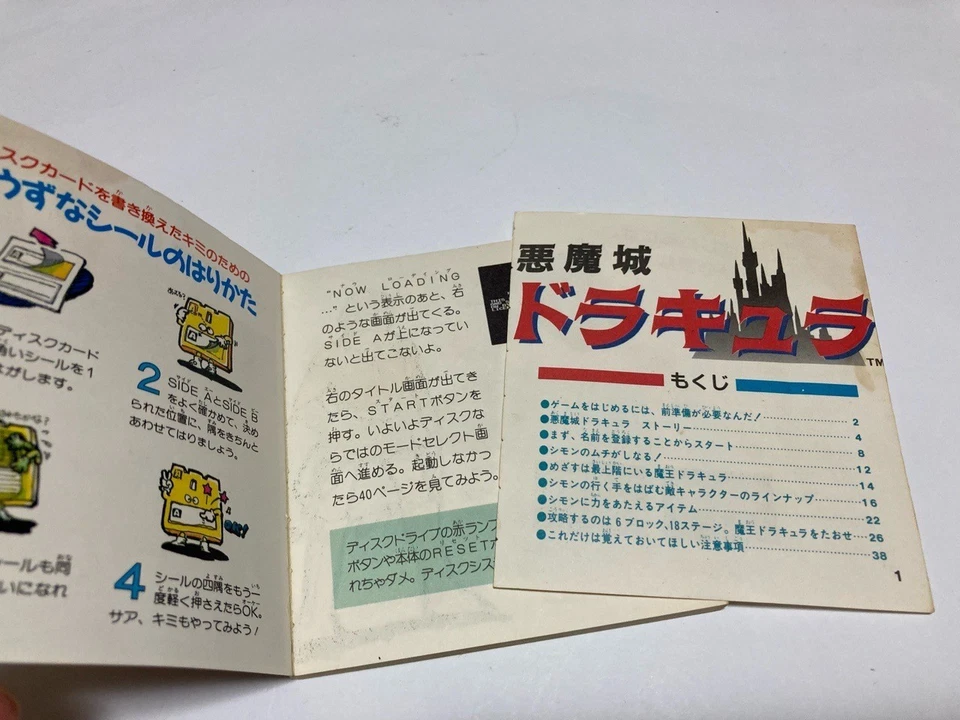 スクカードを書き換えたキミのための
うずなシールのはりかた
ディスクカード
いシールを1
がします。
2 SIDE AとSIDE B
をよく確かめて、決め
られた位置に、隅をきちんと
あわせてはりましょう。
ールも同
いになれ
OK!
4 シールの四隅をもう一
度軽く押さえたらOK。
サア、キミもやってみよう!
"NOW LOADING
…" という表示のあと、右
のような画面が出てくる。
SIDE Aが上になってい
ないと出てこないよ。
右のタイトル画面が出てき
たら、STARTボタンを
押す。いよいよディスクな
らではのモードセレクト画
面へ進める。起動しなかっ
たら40ページを見てみよう。
ディスクドライブの赤ランプ
ボタンや本体のRESET
れちゃダメ。ディスクシス
悪魔城
ドラキュラ
TM
もくじ
●ゲームをはじめるには、前準備が必要なんだ!……2
●悪魔城ドラキュラ ストーリー……4
●まず、名前を登録することからスタート……8
●シモンのムチがしなる!……12
●めざすは最上階にいる魔王ドラキュラ……14
●シモンの行く手をはばむ敵キャラクターのラインナップ……16
●シモンに力をあたえるアイテム……22
●攻略するのは6ブロック、18ステージ。魔王ドラキュラをたおせ…26
●これだけは覚えておいてほしい注意事項……38
1